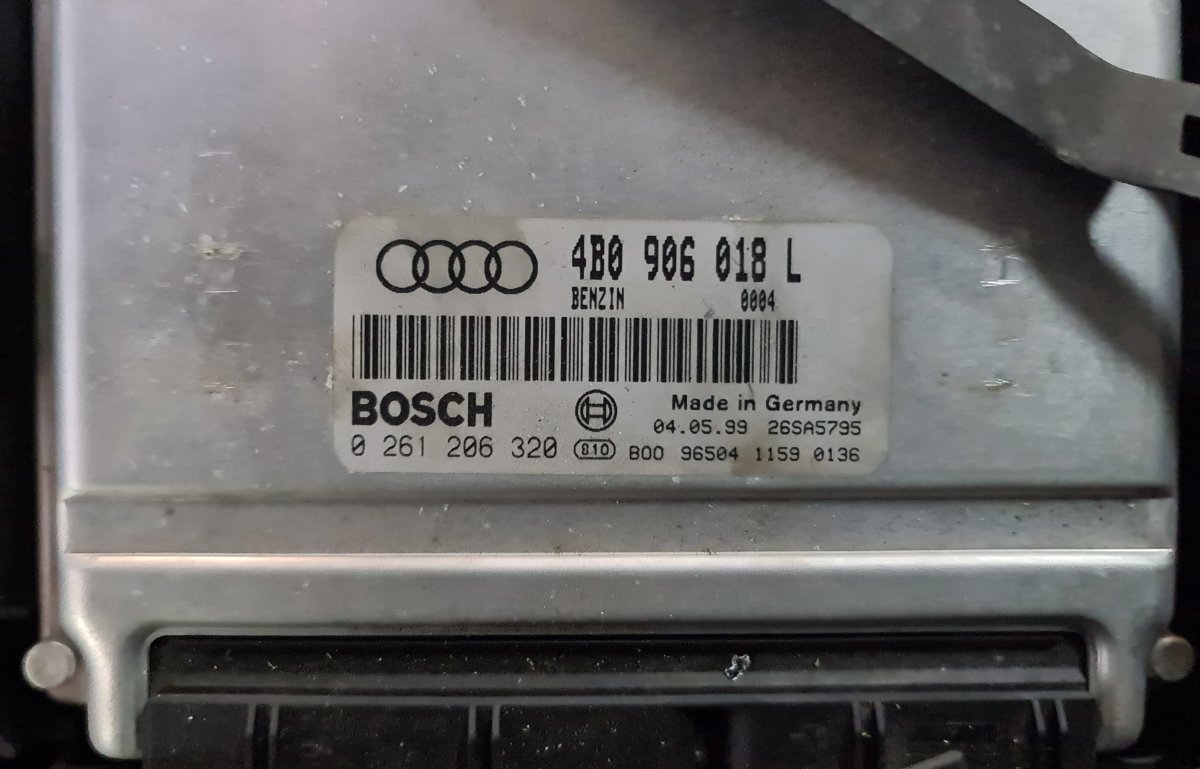 4B0 906 018 L
BENZIN 0004
BOSCH
Made in Germany
04.05.99 26SA5795
0 261 206 320 810 B00 96504 1159 0136